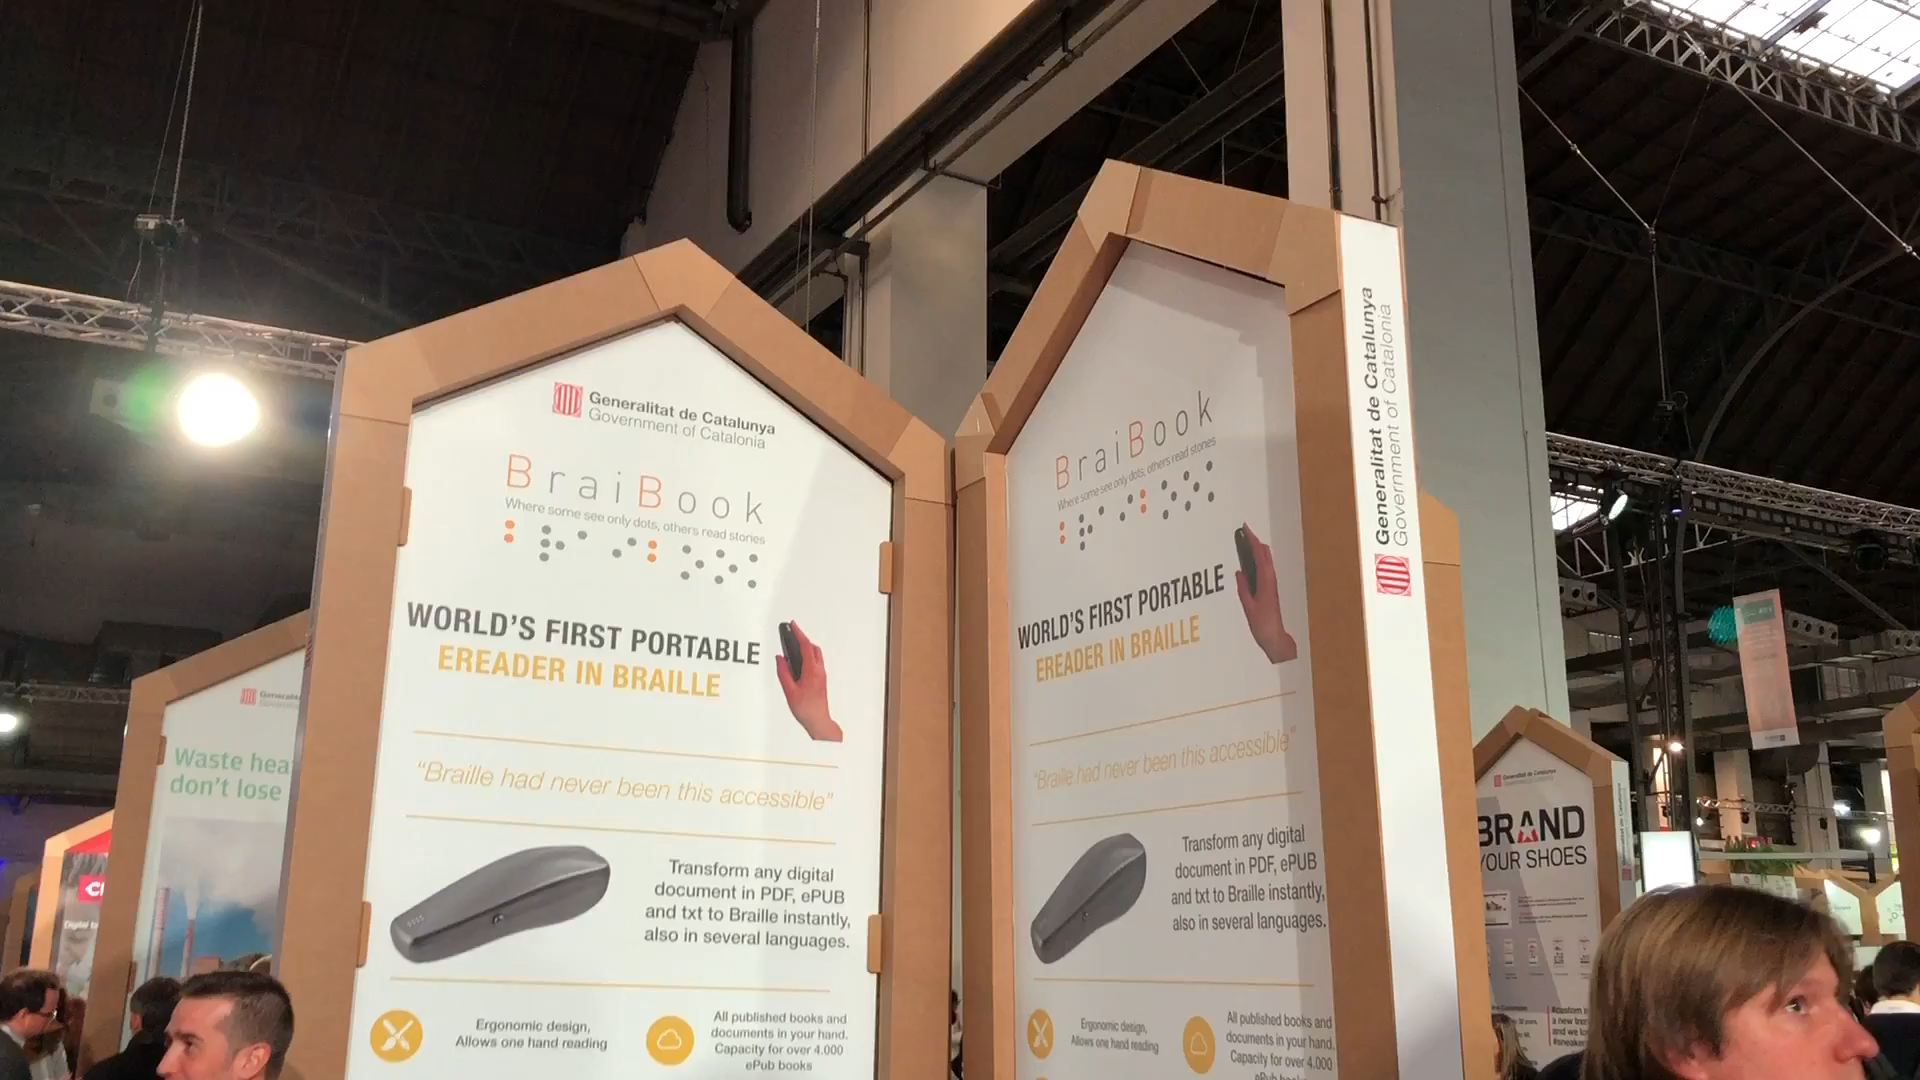 Generalitat de Catalunya
Government of Catalonia
BraiBook
Where some see only dots, others read stories
WORLD'S FIRST PORTABLE
EREADER IN BRAILLE
"Braille had never been this accessible"
Transform any digital
document in PDF, ePUB
and txt to Braille instantly,
also in several languages.
Ergonomic design,
Allows one hand reading
All published books and
documents in your hand.
Capacity for over 4.000
ePub books
BraiBook
Where some see only dots, others read stories
WORLD'S FIRST PORTABLE
EREADER IN BRAILLE
"Braille had never been this accessible"
Transform any digital
document in PDF, ePUB
and txt to Braille instantly,
also in several languages.
Ergonomic design,
Allows one hand reading
All published books and
documents in your hand.
Capacity for over 4.000
ePub books
Generalitat de Catalunya
Government of Catalonia
Waste hea
don't lose
Generalitat de Catalunya
BRAND
YOUR SHOES